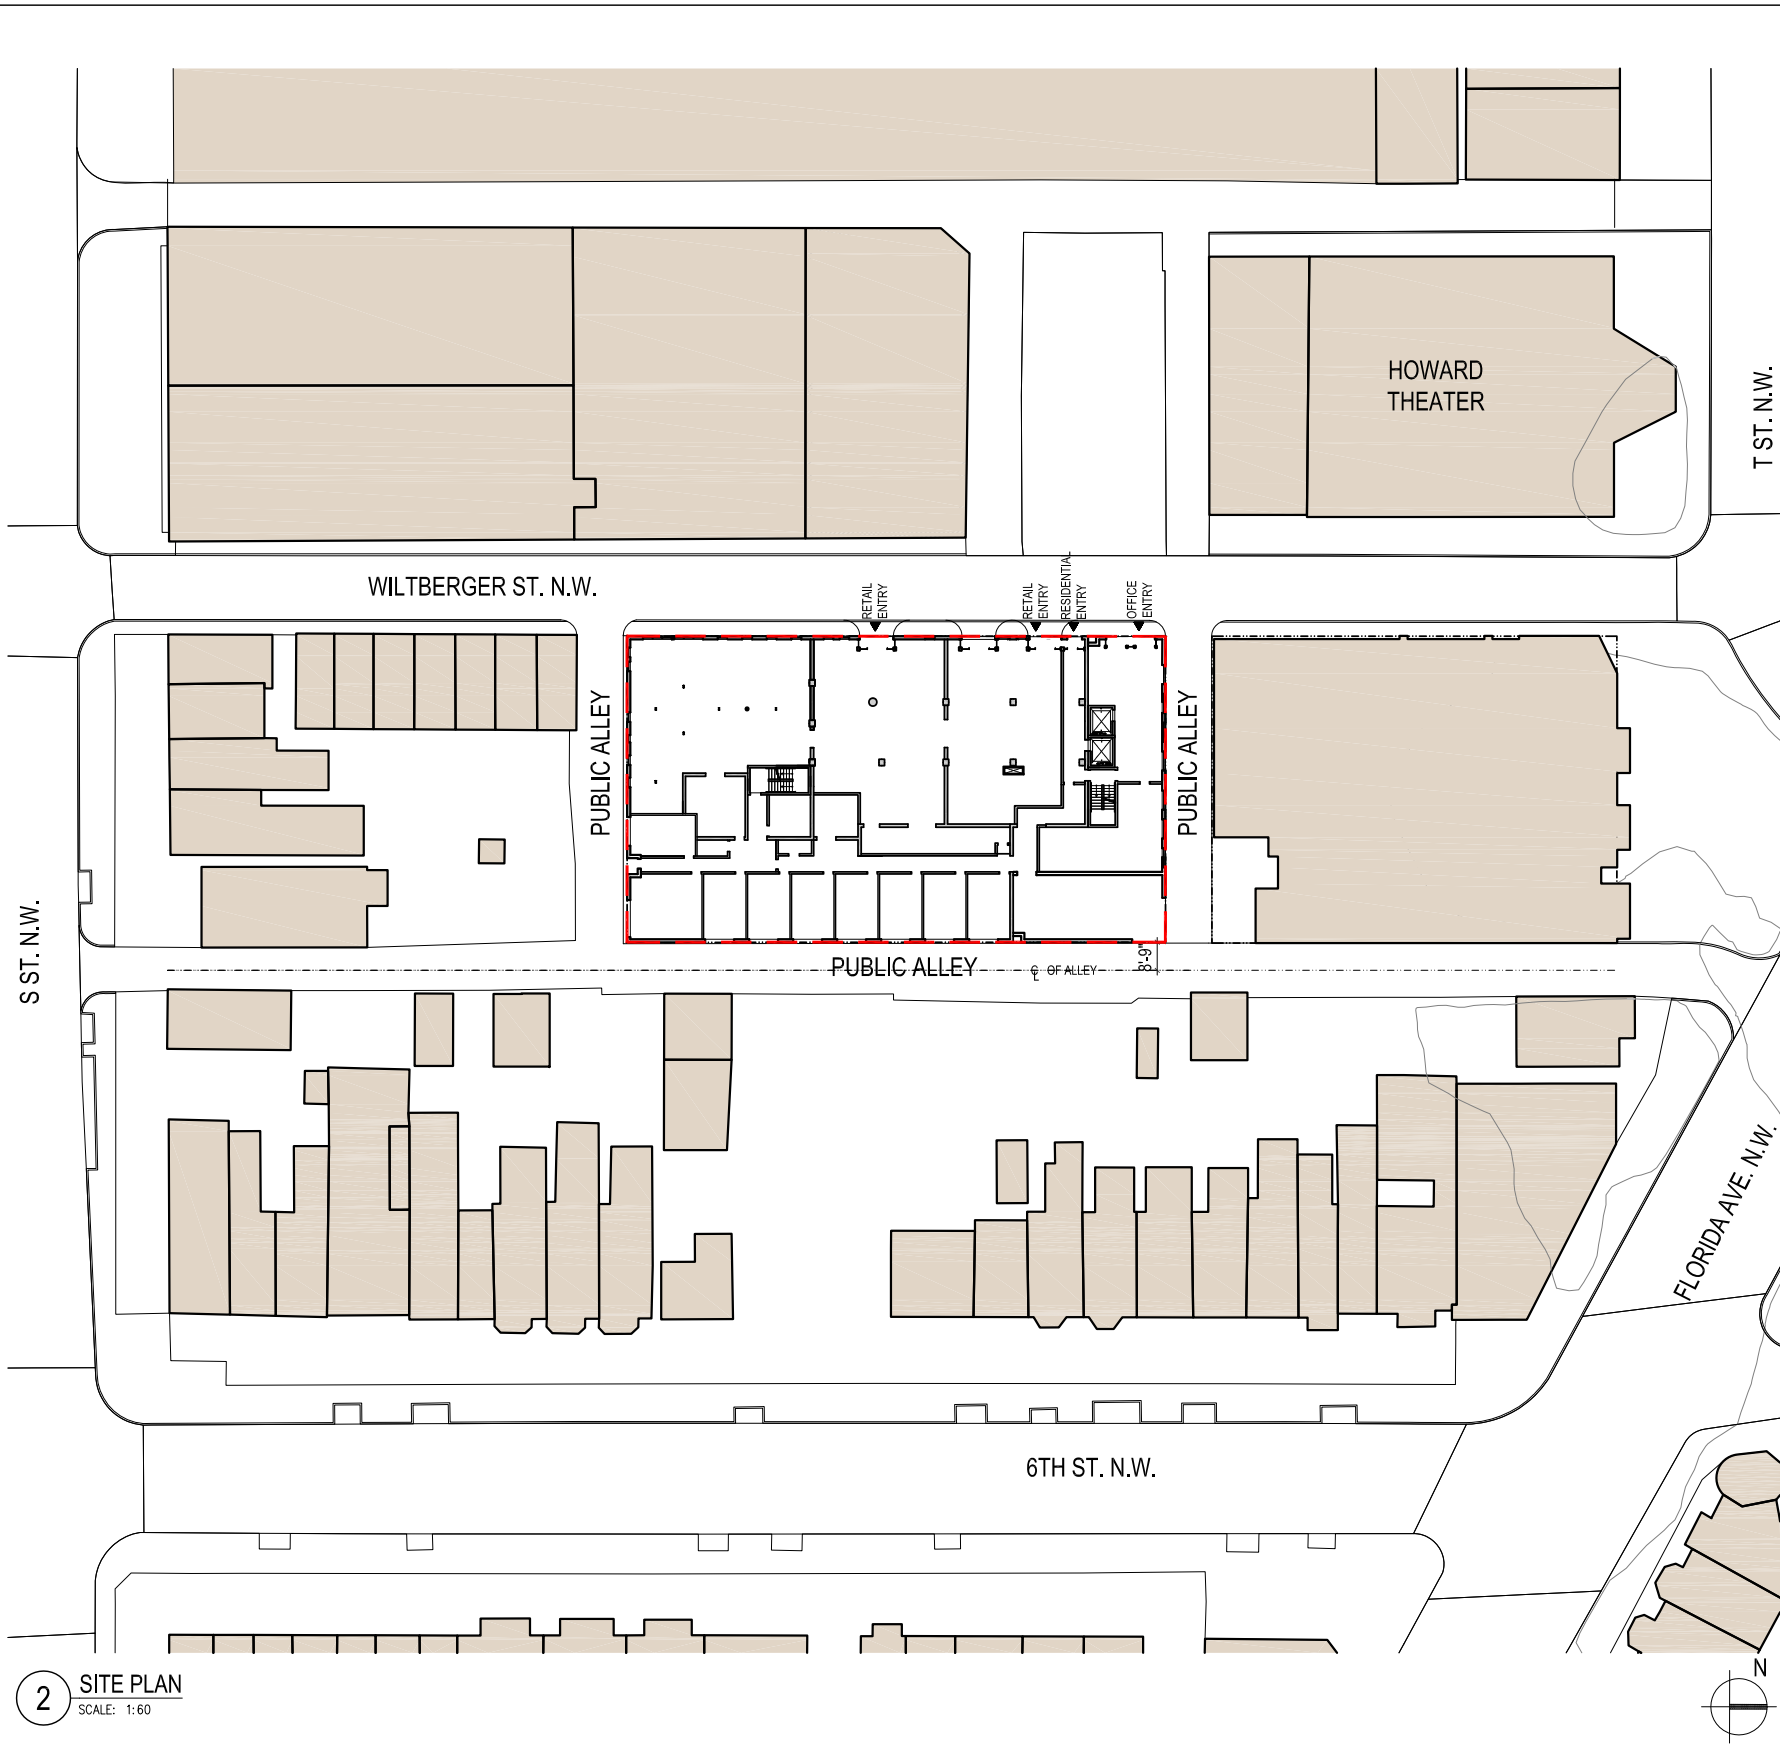 HOWARD
THEATER
T ST. N.W.
WILTBERGER ST. N.W.
RETAIL
ENTRY
RETAIL
ENTRY
RESIDENTIAL
ENTRY
OFFICE
ENTRY
PUBLIC ALLEY
PUBLIC ALLEY
S ST. N.W.
PUBLIC ALLEY
℄ OF ALLEY
8'-9"
FLORIDA AVE. N.W.
6TH ST. N.W.
2
SITE PLAN
SCALE: 1:60
N